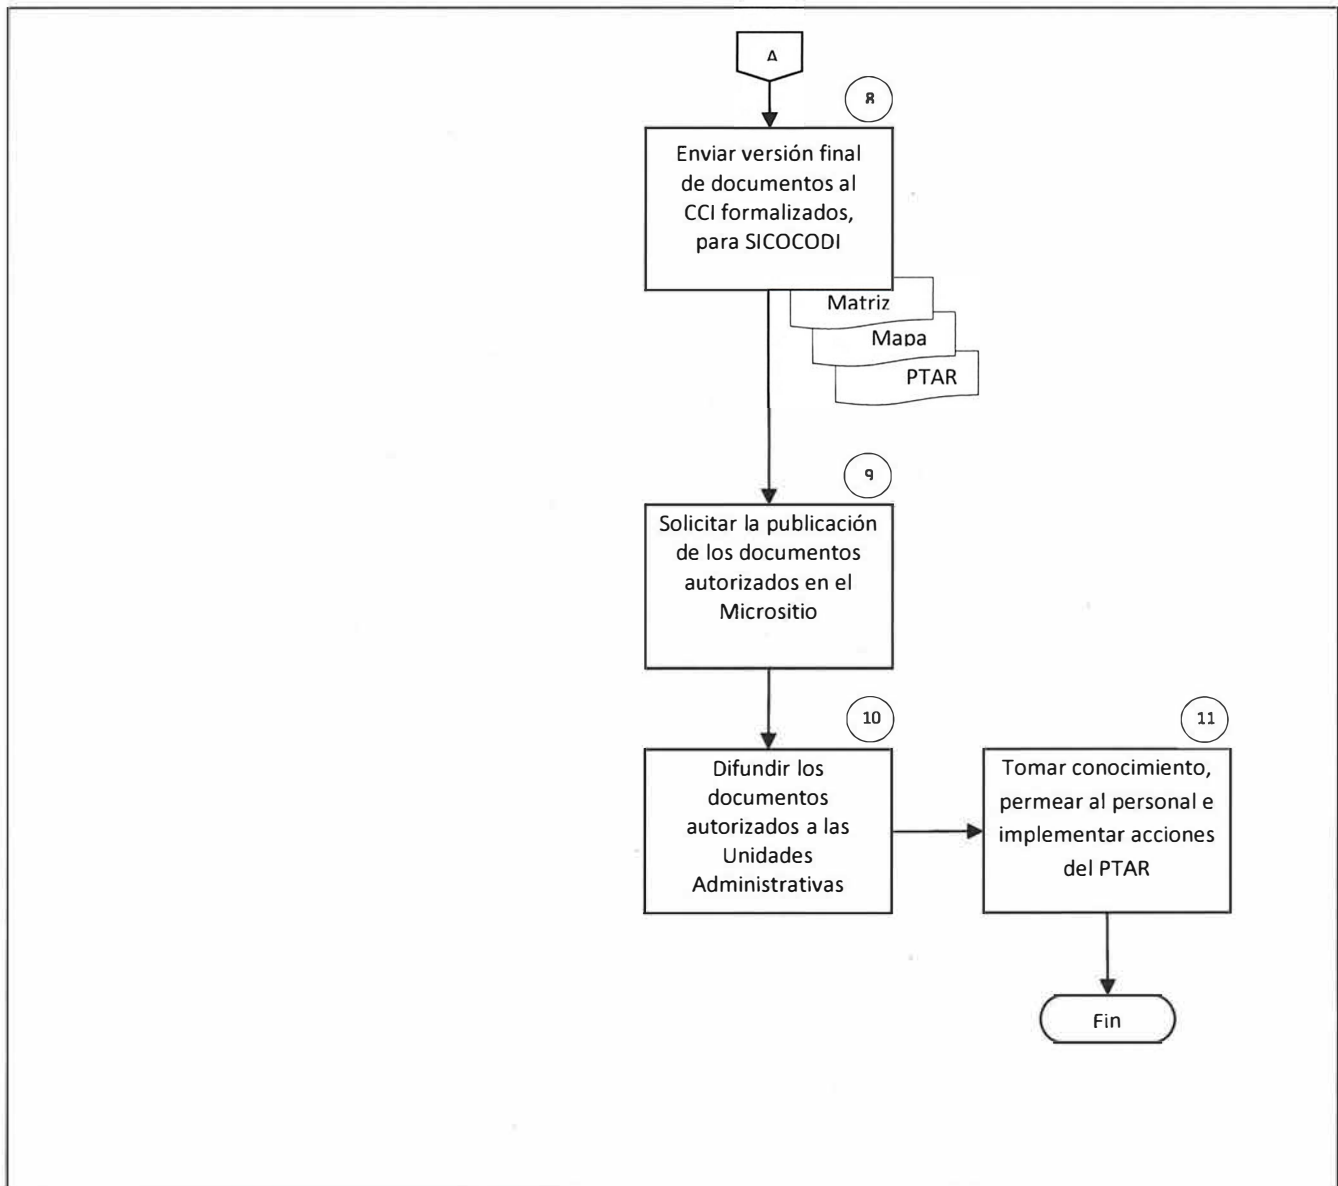 A
8
Enviar versión final
de documentos al
CCI formalizados,
para SICOCODI
Matriz
Mapa
PTAR
9
Solicitar la publicación
de los documentos
autorizados en el
Micrositio
10
Difundir los
documentos
autorizados a las
Unidades
Administrativas
11
Tomar conocimiento,
permear al personal e
implementar acciones
del PTAR
Fin